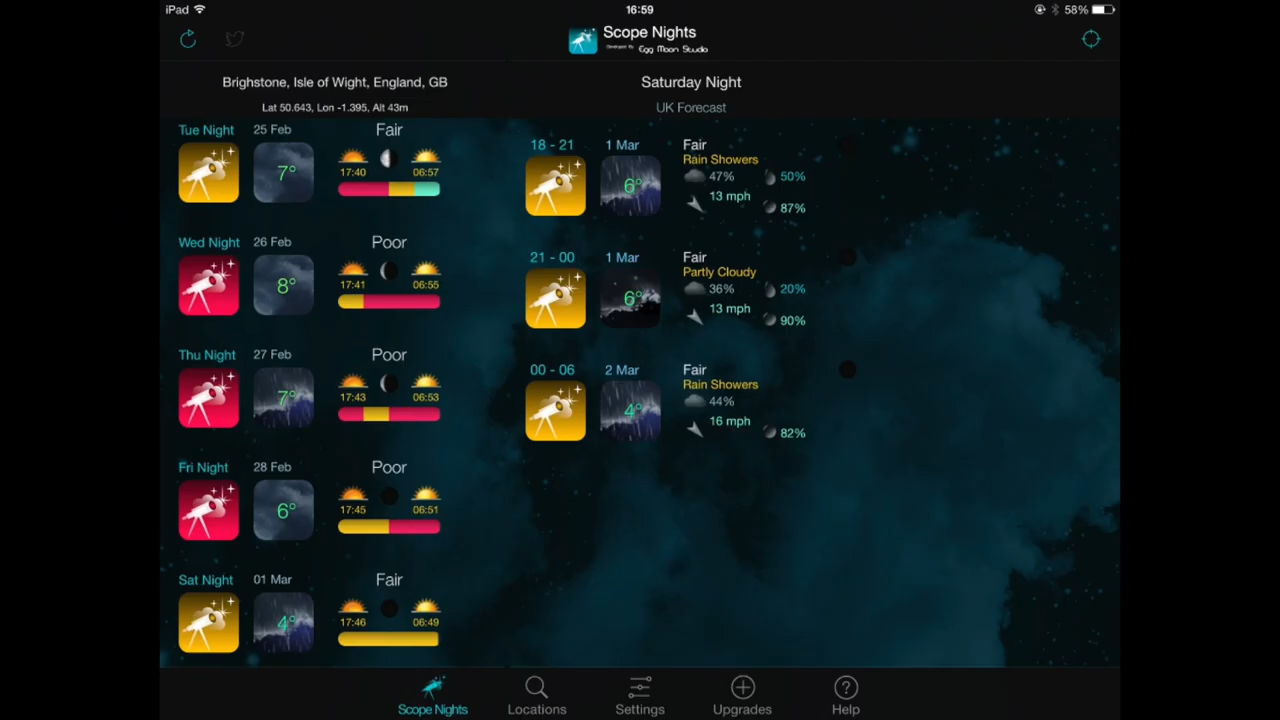 iPad
16:59
58%
Scope Nights
Developed By Egg Moon Studio
Brighstone, Isle of Wight, England, GB
Lat 50.643, Lon -1.395, Alt 43m
Saturday Night
UK Forecast
Tue Night
25 Feb
Fair
7°
17:40
06:57
Wed Night
26 Feb
Poor
8°
17:41
06:55
Thu Night
27 Feb
Poor
7°
17:43
06:53
Fri Night
28 Feb
Poor
6°
17:45
06:51
Sat Night
01 Mar
Fair
4°
17:46
06:49
18 - 21
1 Mar
Fair
Rain Showers
6°
47%
50%
13 mph
87%
21 - 00
1 Mar
Fair
Partly Cloudy
6°
36%
20%
13 mph
90%
00 - 06
2 Mar
Fair
Rain Showers
4°
44%
16 mph
82%
Scope Nights
Locations
Settings
Upgrades
Help